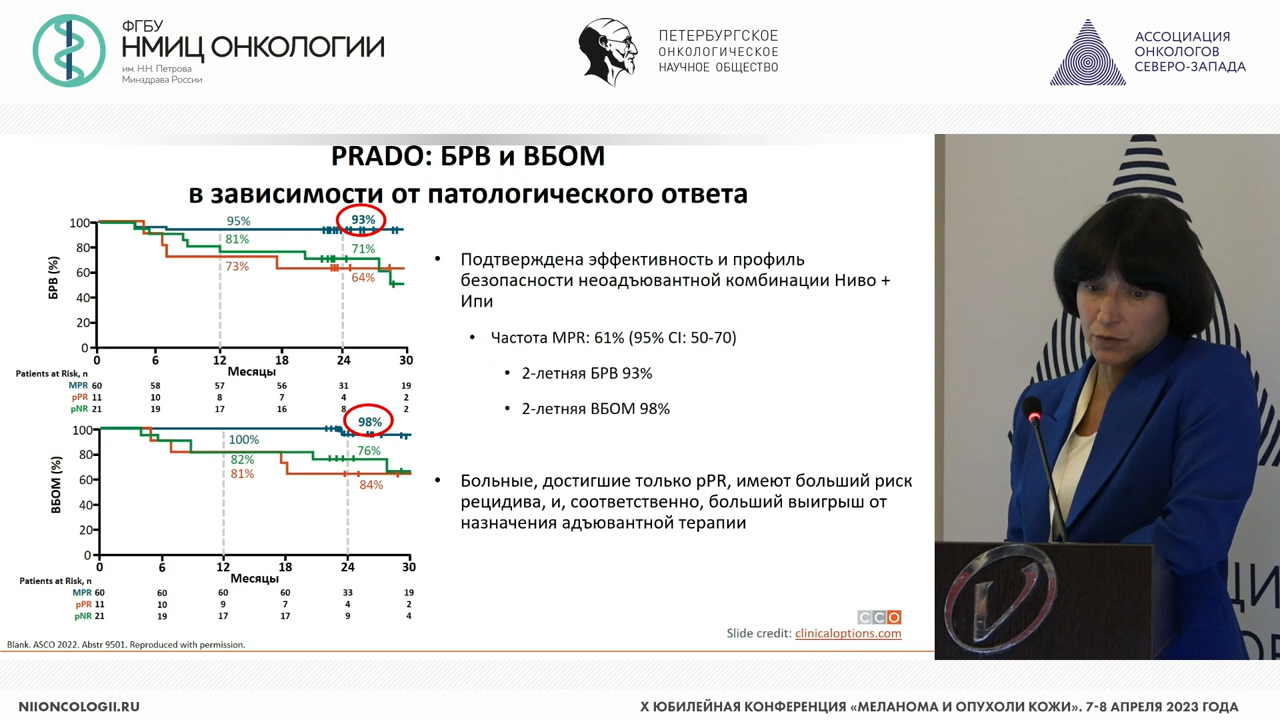 ФГБУ
НМИЦ ОНКОЛОГИИ
им. Н.Н. Петрова
Минздрава России
ПЕТЕРБУРГСКОЕ
ОНКОЛОГИЧЕСКОЕ
НАУЧНОЕ ОБЩЕСТВО
АССОЦИАЦИЯ
ОНКОЛОГОВ
СЕВЕРО-ЗАПАДА
PRADO: БРВ и ВБОМ
в зависимости от патологического ответа
БРВ (%)
100
80
60
40
20
0
95%
93%
81%
71%
73%
64%
0 6 12 18 24 30
Месяцы
Patients at Risk, n
MPR 60 58 57 56 31 19
pPR 11 10 8 7 4 2
pNR 21 19 17 16 8 2
ВБОМ (%)
100
80
60
40
20
0
98%
100%
76%
82%
81%
84%
0 6 12 18 24 30
Месяцы
Patients at Risk, n
MPR 60 60 60 60 33 19
pPR 11 10 9 7 4 2
pNR 21 19 17 17 9 4
Blank. ASCO 2022. Abstr 9501. Reproduced with permission.
• Подтверждена эффективность и профиль
безопасности неоадъювантной комбинации Ниво +
Ипи
• Частота MPR: 61% (95% CI: 50-70)
• 2-летняя БРВ 93%
• 2-летняя ВБОМ 98%
• Больные, достигшие только pPR, имеют больший риск
рецидива, и, соответственно, больший выигрыш от
назначения адъювантной терапии
CCO
Slide credit: clinicaloptions.com
NIIONCOLOGII.RU
X ЮБИЛЕЙНАЯ КОНФЕРЕНЦИЯ «МЕЛАНОМА И ОПУХОЛИ КОЖИ». 7-8 АПРЕЛЯ 2023 ГОДА